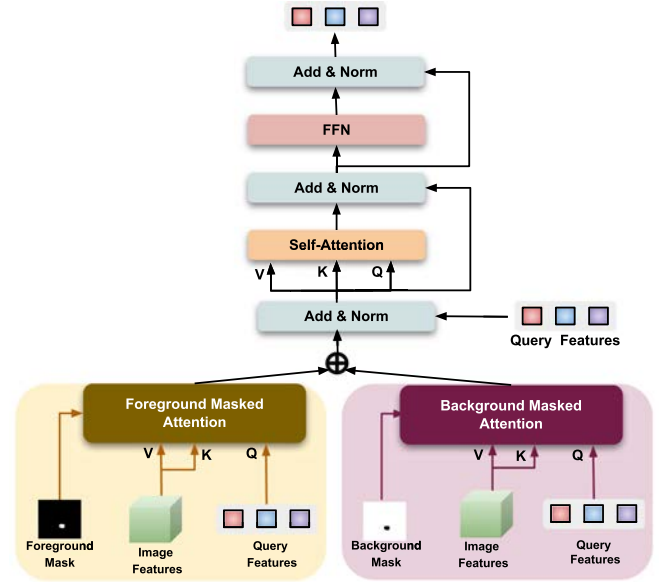 Add & Norm
FFN
Add & Norm
Self-Attention
V K Q
Add & Norm
Query Features
Foreground Masked
Attention
V K Q
Foreground
Mask
Image
Features
Query
Features
Background Masked
Attention
V K Q
Background
Mask
Image
Features
Query
Features